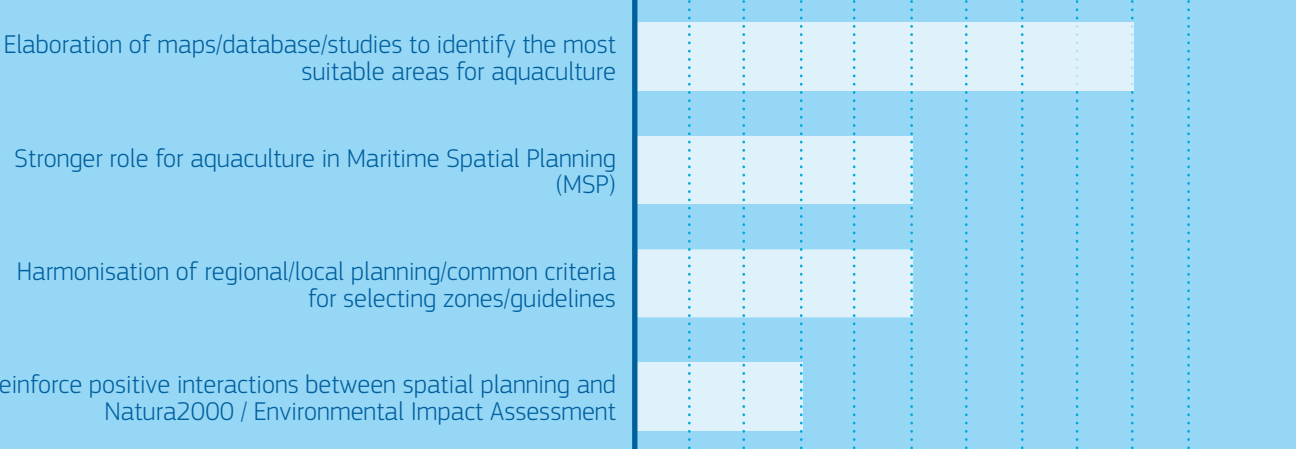 Elaboration of maps/database/studies to identify the most
suitable areas for aquaculture
Stronger role for aquaculture in Maritime Spatial Planning
(MSP)
Harmonisation of regional/local planning/common criteria
for selecting zones/guidelines
einforce positive interactions between spatial planning and
Natura2000 / Environmental Impact Assessment